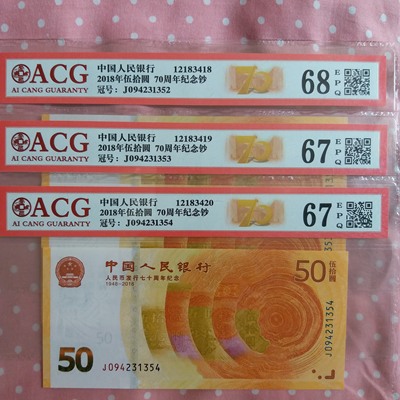 ACG
AI CANG GUARANTY
中国人民银行 12183418
2018年伍拾圆 70周年纪念钞
冠号：J094231352
70
68 EPQ
ACG
AI CANG GUARANTY
中国人民银行 12183419
2018年伍拾圆 70周年纪念钞
冠号：J094231353
70
67 EPQ
ACG
AI CANG GUARANTY
中国人民银行 12183420
2018年伍拾圆 70周年纪念钞
冠号：J094231354
70
67 EPQ
中国人民银行
人民币发行七十周年纪念
1948-2018
50 伍拾圆
50
50
J094231354